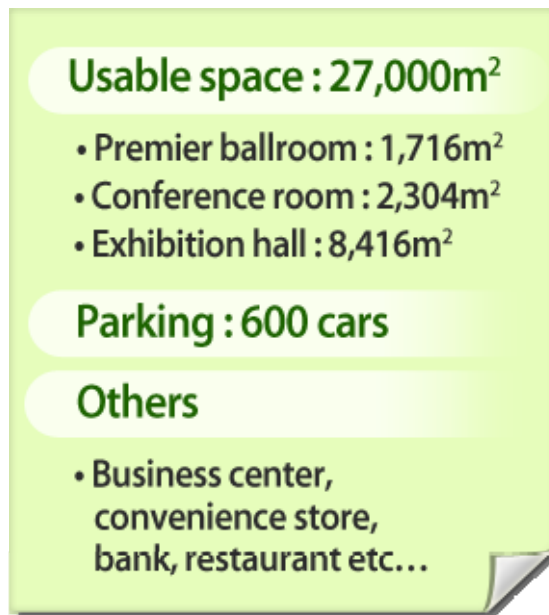 Usable space : 27,000m²
• Premier ballroom : 1,716m²
• Conference room : 2,304m²
• Exhibition hall : 8,416m²
Parking : 600 cars
Others
• Business center,
convenience store,
bank, restaurant etc...